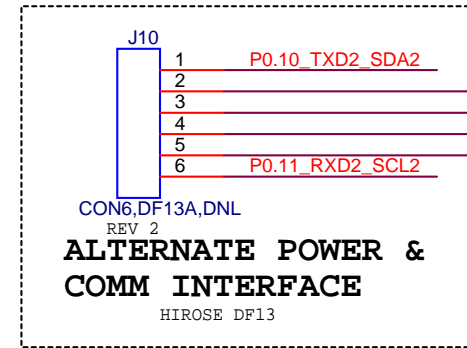 J10
1 P0.10_TXD2_SDA2
2
3
4
5
6 P0.11_RXD2_SCL2
CON6,DF13A,DNL
REV 2
ALTERNATE POWER &
COMM INTERFACE
HIROSE DF13